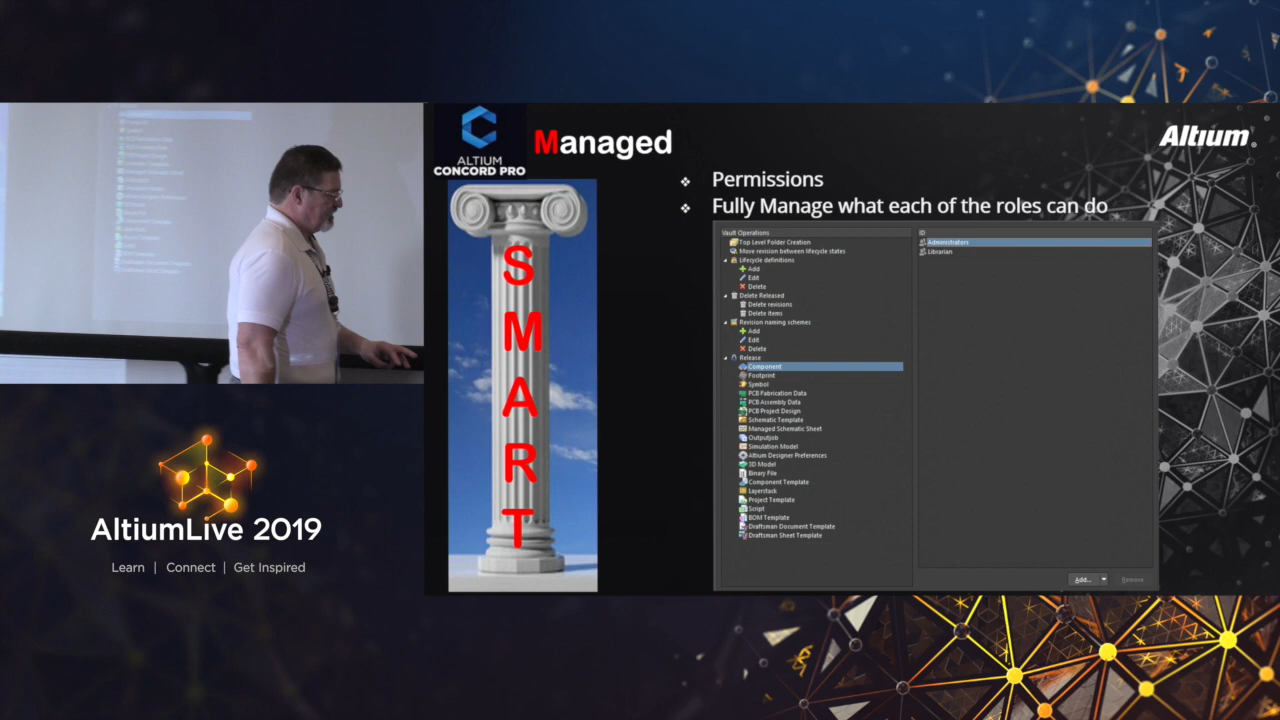 ALTIUM
CONCORD PRO
Managed
Altium
Permissions
Fully Manage what each of the roles can do
S
M
A
R
T
Vault Operations
Top Level Folder Creation
Move revision between lifecycle states
Lifecycle definitions
Add
Edit
Delete
Delete Released
Delete revisions
Delete items
Revision naming schemes
Add
Edit
Delete
Release
Component
Footprint
Symbol
PCB Fabrication Data
PCB Assembly Data
PCB Project Design
Schematic Template
Managed Schematic Sheet
Outputjob
Simulation Model
Altium Designer Preferences
3D Model
Binary File
Component Template
Layerstack
Project Template
Script
BOM Template
Draftsman Document Template
Draftsman Sheet Template
ID
Administrators
Librarian
Add...
Remove
AltiumLive 2019
Learn | Connect | Get Inspired